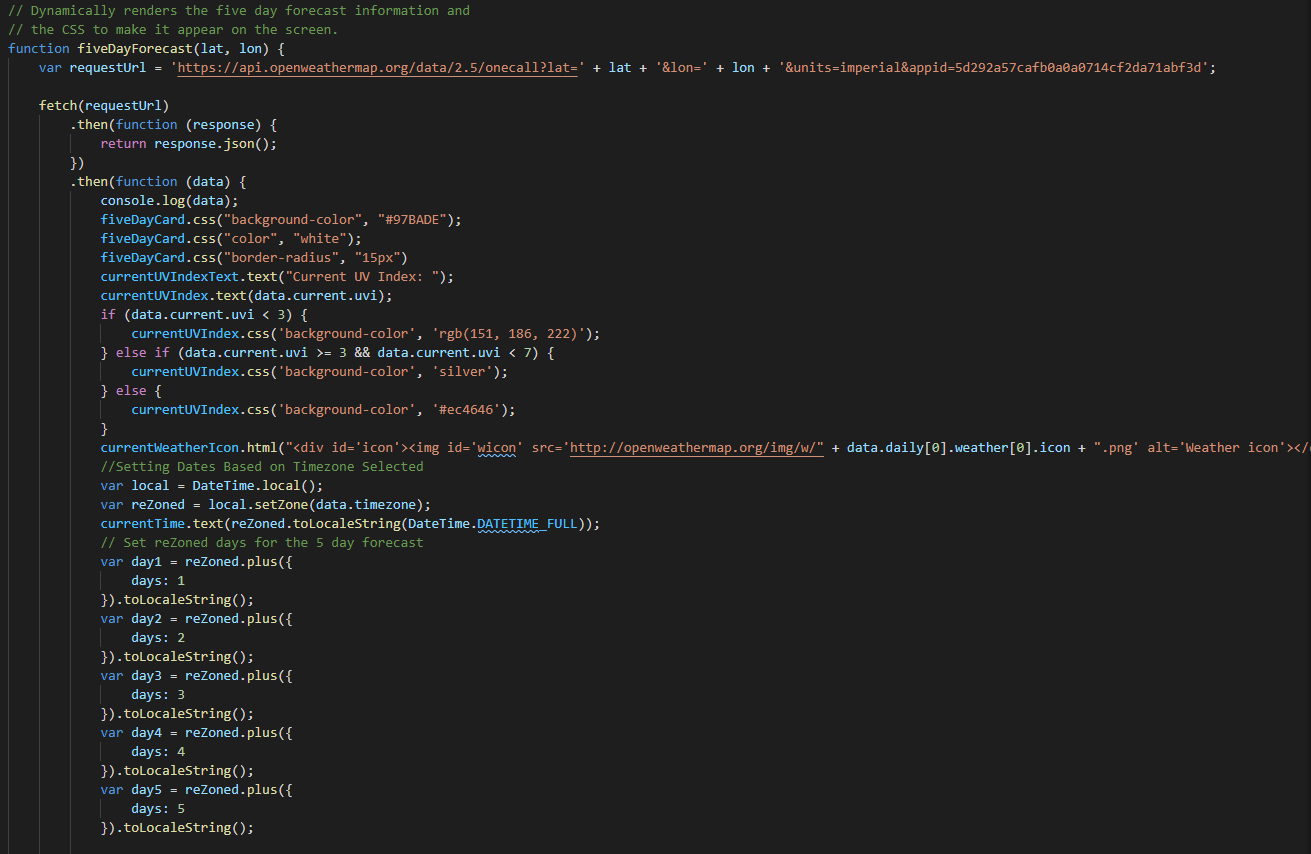 // Dynamically renders the five day forecast information and
// the CSS to make it appear on the screen.
function fiveDayForecast(lat, lon) {
    var requestUrl = 'https://api.openweathermap.org/data/2.5/onecall?lat=' + lat + '&lon=' + lon + '&units=imperial&appid=5d292a57cafb0a0a0714cf2da71abf3d';
    fetch(requestUrl)
        .then(function (response) {
            return response.json();
        })
        .then(function (data) {
            console.log(data);
            fiveDayCard.css("background-color", "#97BADE");
            fiveDayCard.css("color", "white");
            fiveDayCard.css("border-radius", "15px")
            currentUVIndexText.text("Current UV Index: ");
            currentUVIndex.text(data.current.uvi);
            if (data.current.uvi < 3) {
                currentUVIndex.css('background-color', 'rgb(151, 186, 222)');
            } else if (data.current.uvi >= 3 && data.current.uvi < 7) {
                currentUVIndex.css('background-color', 'silver');
            } else {
                currentUVIndex.css('background-color', '#ec4646');
            }
            currentWeatherIcon.html("<div id='icon'><img id='wicon' src='http://openweathermap.org/img/w/" + data.daily[0].weather[0].icon + ".png' alt='Weather icon'></
            //Setting Dates Based on Timezone Selected
            var local = DateTime.local();
            var reZoned = local.setZone(data.timezone);
            currentTime.text(reZoned.toLocaleString(DateTime.DATETIME_FULL));
            // Set reZoned days for the 5 day forecast
            var day1 = reZoned.plus({
                days: 1
            }).toLocaleString();
            var day2 = reZoned.plus({
                days: 2
            }).toLocaleString();
            var day3 = reZoned.plus({
                days: 3
            }).toLocaleString();
            var day4 = reZoned.plus({
                days: 4
            }).toLocaleString();
            var day5 = reZoned.plus({
                days: 5
            }).toLocaleString();